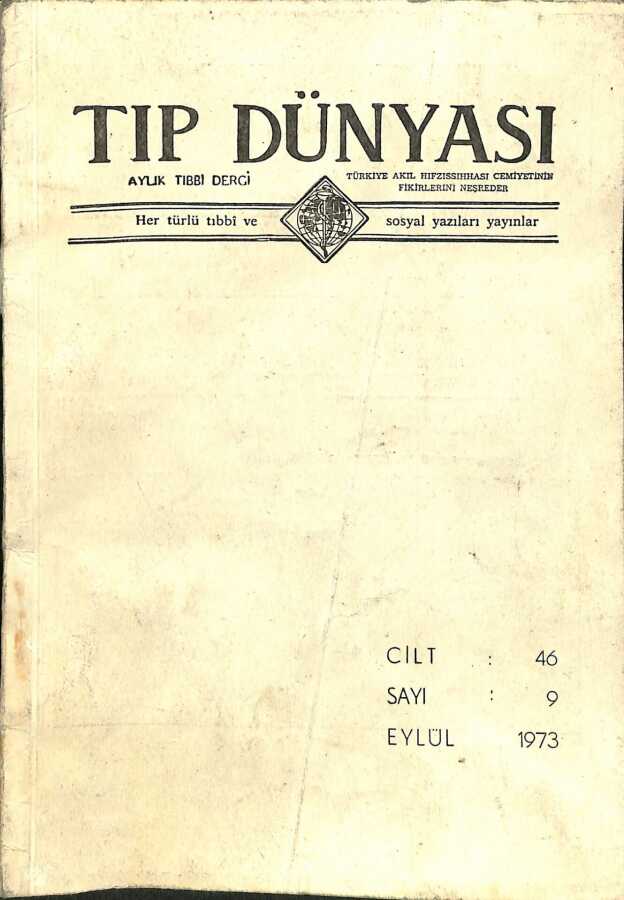 TIP DÜNYASI
AYLIK TIBBİ DERGİ
TÜRKİYE AKIL HIFZISSIHHASI CEMİYETİNİN
FİKİRLERİNİ NEŞREDER
Her türlü tıbbî ve sosyal yazıları yayınlar
CİLT : 46
SAYI : 9
EYLÜL 1973